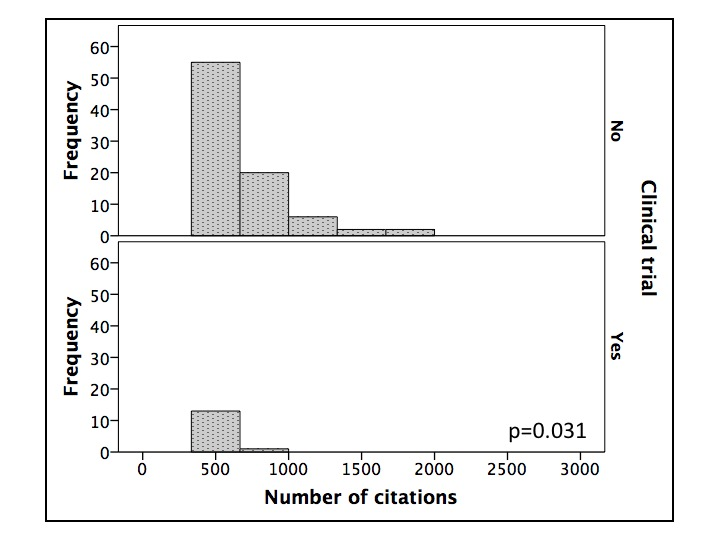 60
50
40
30
20
10
0
Frequency
No
60
50
40
30
20
10
0
Frequency
Yes
Clinical trial
p=0.031
0 500 1000 1500 2000 2500 3000
Number of citations